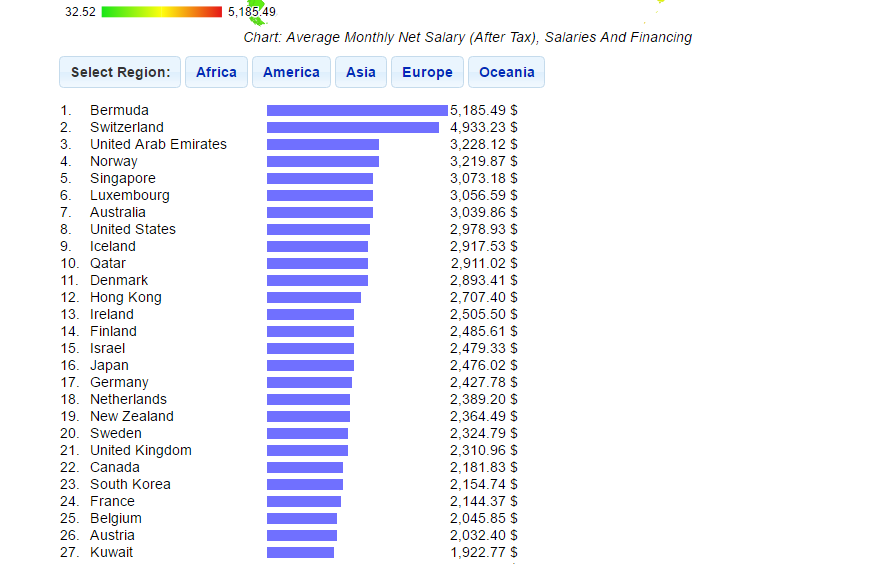 32.52 5,185.49
Chart: Average Monthly Net Salary (After Tax), Salaries And Financing
Select Region: Africa America Asia Europe Oceania
1. Bermuda 5,185.49 $
2. Switzerland 4,933.23 $
3. United Arab Emirates 3,228.12 $
4. Norway 3,219.87 $
5. Singapore 3,073.18 $
6. Luxembourg 3,056.59 $
7. Australia 3,039.86 $
8. United States 2,978.93 $
9. Iceland 2,917.53 $
10. Qatar 2,911.02 $
11. Denmark 2,893.41 $
12. Hong Kong 2,707.40 $
13. Ireland 2,505.50 $
14. Finland 2,485.61 $
15. Israel 2,479.33 $
16. Japan 2,476.02 $
17. Germany 2,427.78 $
18. Netherlands 2,389.20 $
19. New Zealand 2,364.49 $
20. Sweden 2,324.79 $
21. United Kingdom 2,310.96 $
22. Canada 2,181.83 $
23. South Korea 2,154.74 $
24. France 2,144.37 $
25. Belgium 2,045.85 $
26. Austria 2,032.40 $
27. Kuwait 1,922.77 $